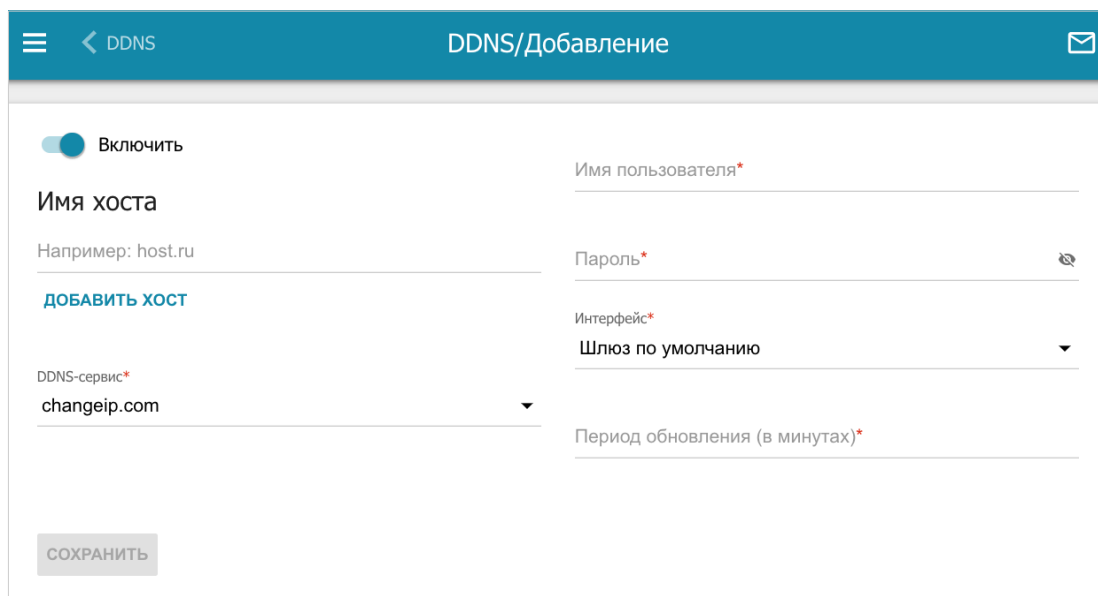 DDNS
DDNS/Добавление
Включить
Имя хоста
Например: host.ru
ДОБАВИТЬ ХОСТ
DDNS-сервис*
changeip.com
Имя пользователя*
Пароль*
Интерфейс*
Шлюз по умолчанию
Период обновления (в минутах)*
СОХРАНИТЬ